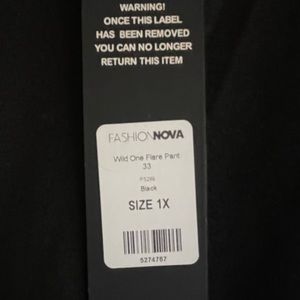 WARNING!
ONCE THIS LABEL
HAS BEEN REMOVED
YOU CAN NO LONGER
RETURN THIS ITEM
FASHIONNOVA
Wild One Flare Pant
33
Black
SIZE 1X
5274767